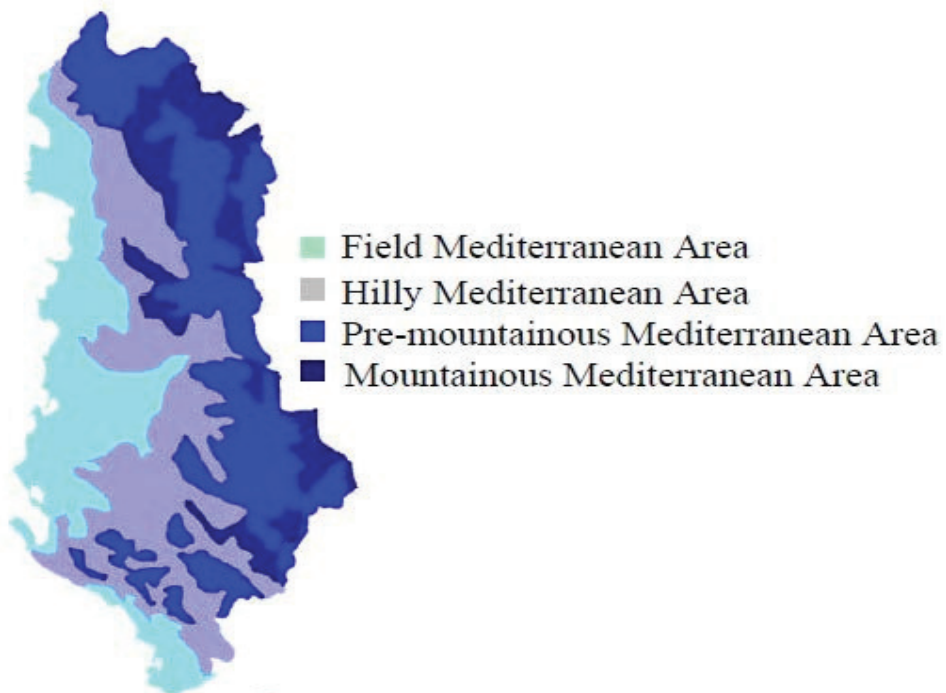 Field Mediterranean Area
Hilly Mediterranean Area
Pre-mountainous Mediterranean Area
Mountainous Mediterranean Area